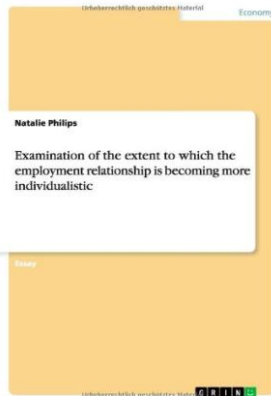 Urheberrechtlich geschütztes Material
Economy
Natalie Philips
Examination of the extent to which the
employment relationship is becoming more
individualistic
Essay
Urheberrechtlich geschütztes Material
GRIN